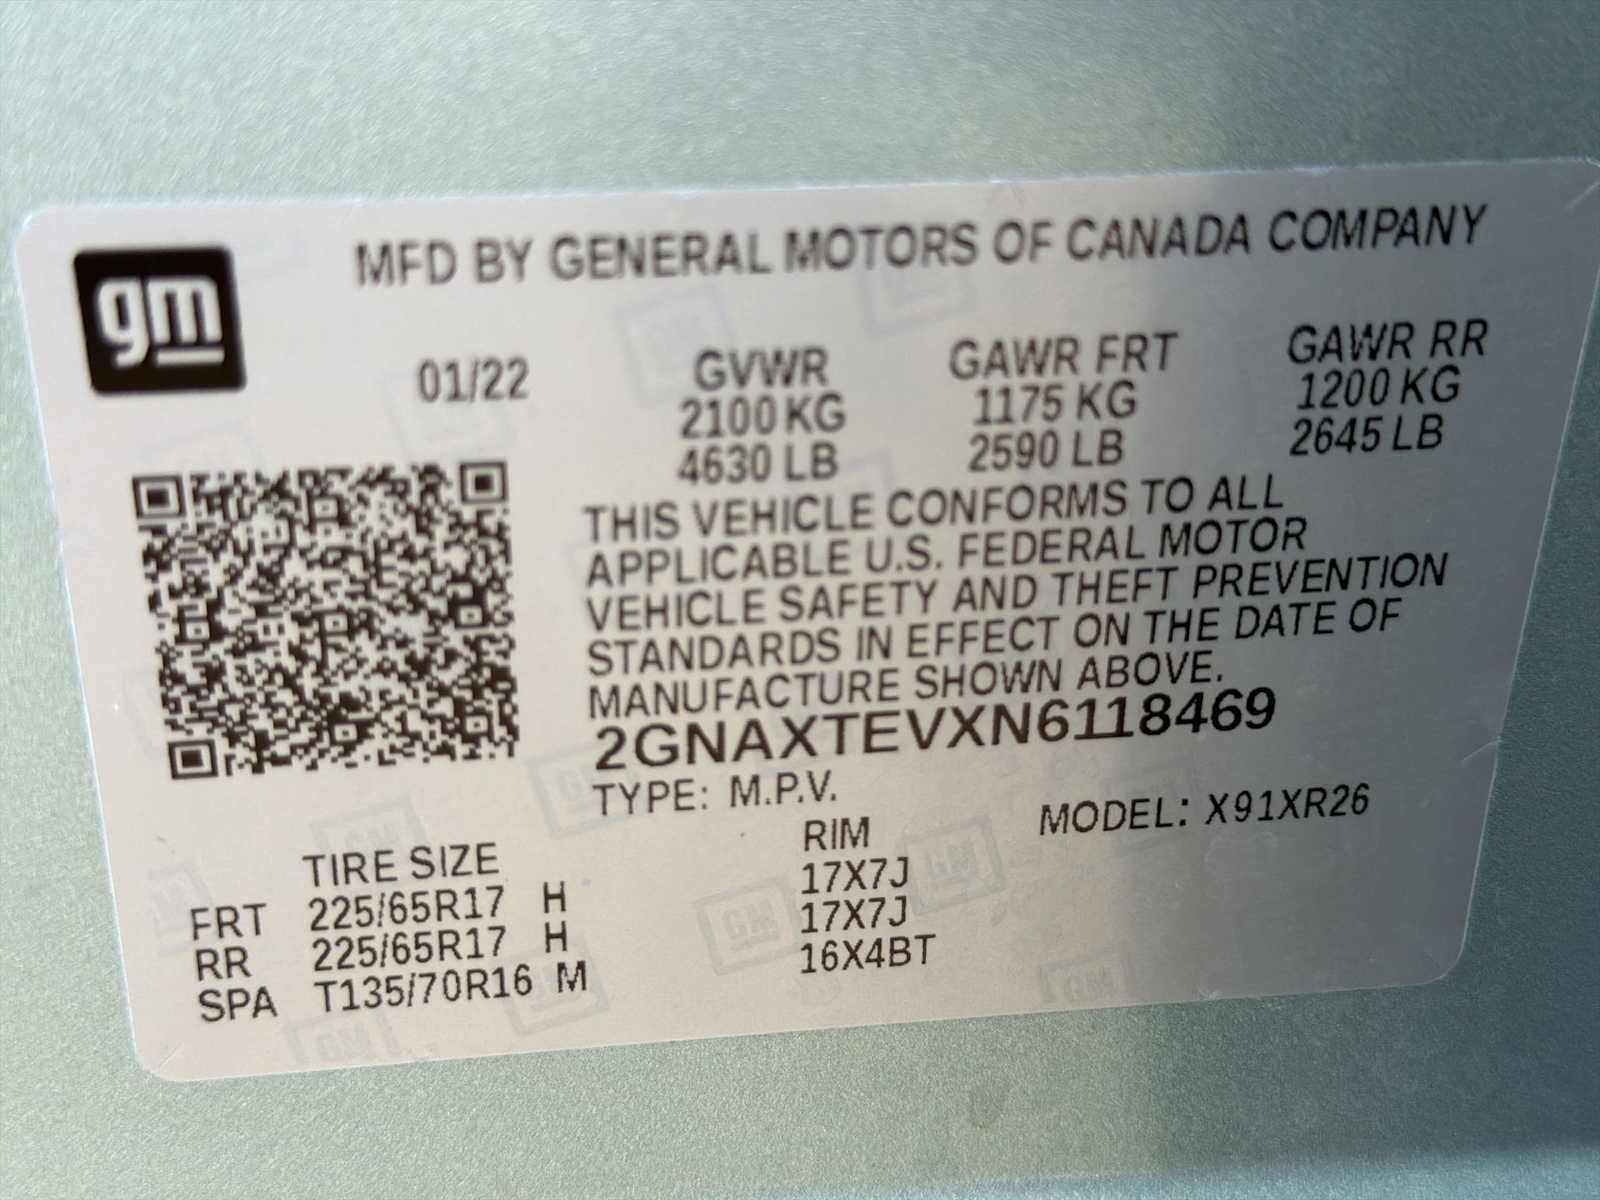 gm
MFD BY GENERAL MOTORS OF CANADA COMPANY
01/22 GVWR GAWR FRT GAWR RR
2100 KG 1175 KG 1200 KG
4630 LB 2590 LB 2645 LB
THIS VEHICLE CONFORMS TO ALL
APPLICABLE U.S. FEDERAL MOTOR
VEHICLE SAFETY AND THEFT PREVENTION
STANDARDS IN EFFECT ON THE DATE OF
MANUFACTURE SHOWN ABOVE.
2GNAXTEVXN6118469
TYPE: M.P.V. MODEL: X91XR26
TIRE SIZE RIM
FRT 225/65R17 H 17X7J
RR 225/65R17 H 17X7J
SPA T135/70R16 M 16X4BT